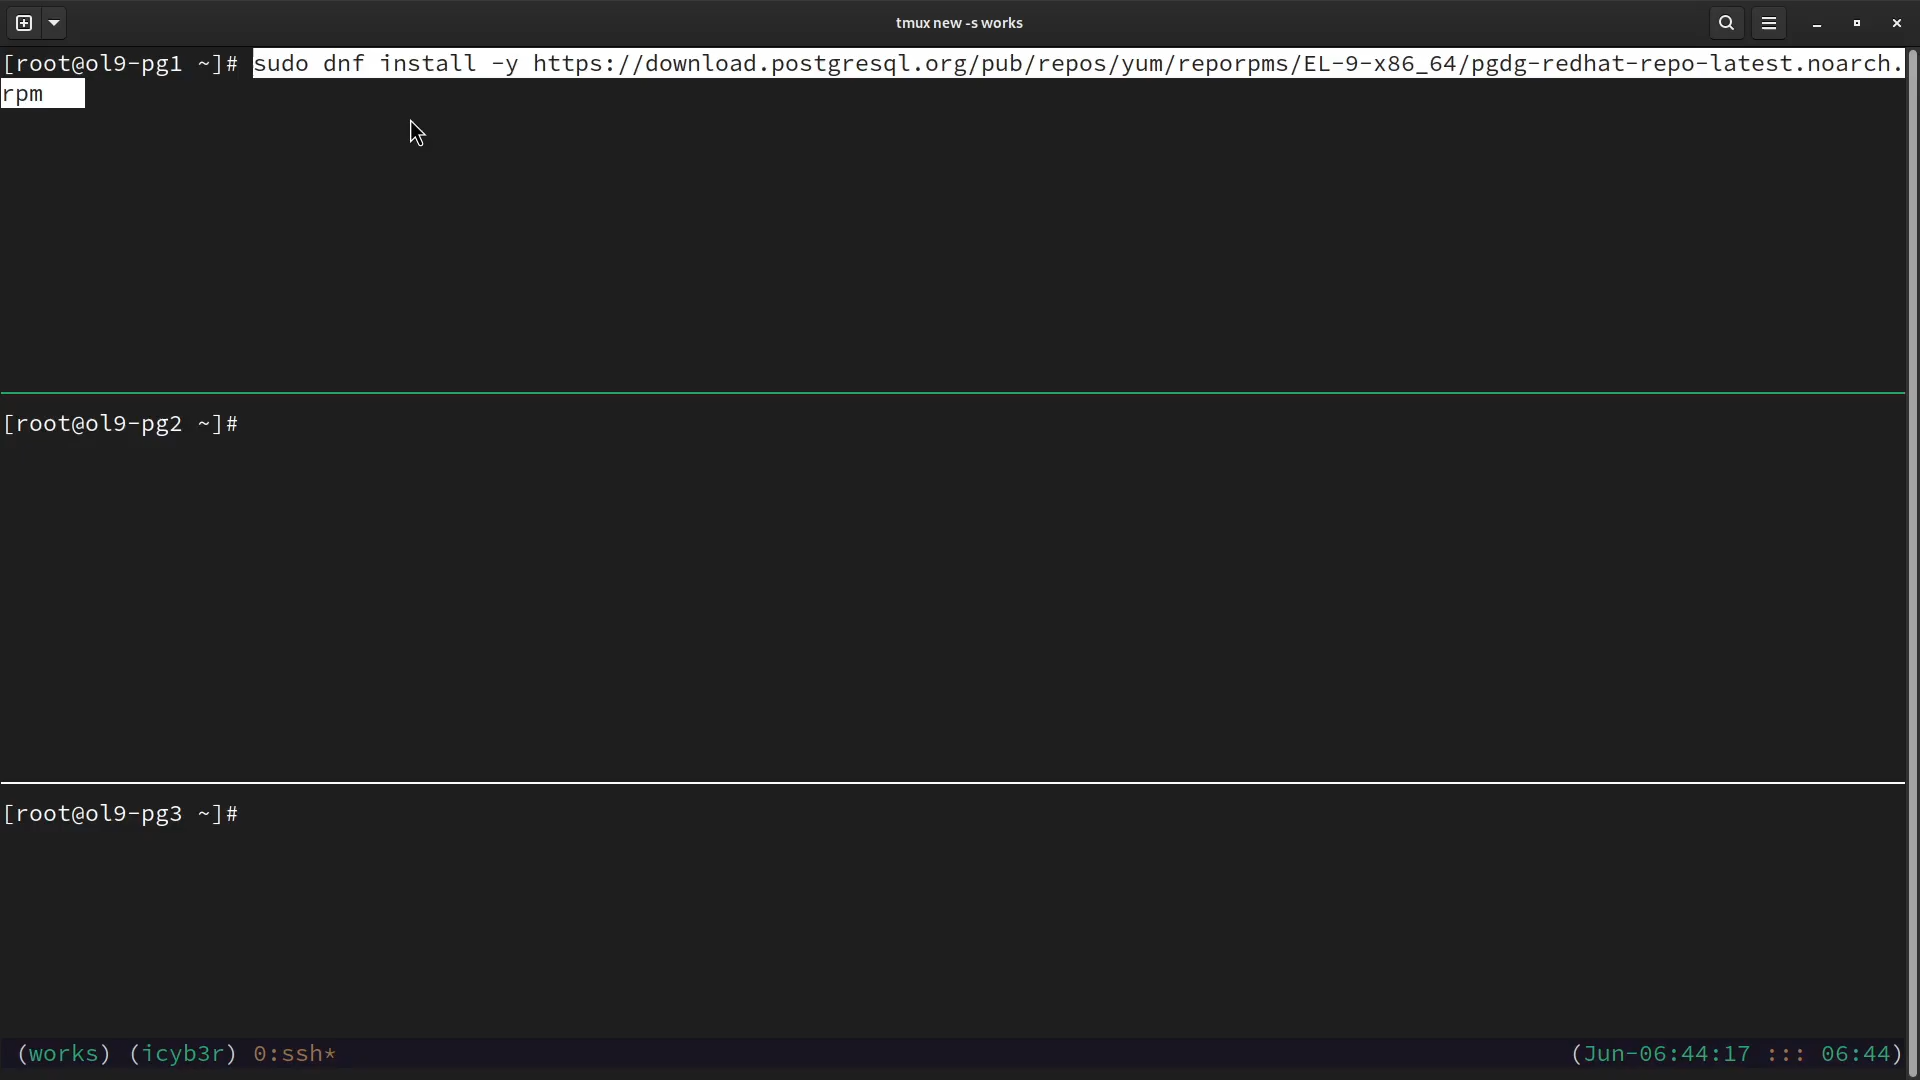 tmux new -s works
[root@ol9-pg1 ~]# sudo dnf install -y https://download.postgresql.org/pub/repos/yum/reporpms/EL-9-x86_64/pgdg-redhat-repo-latest.noarch.
rpm
[root@ol9-pg2 ~]#
[root@ol9-pg3 ~]#
(works) (icyb3r) 0:ssh* (Jun-06:44:17 ::: 06:44)